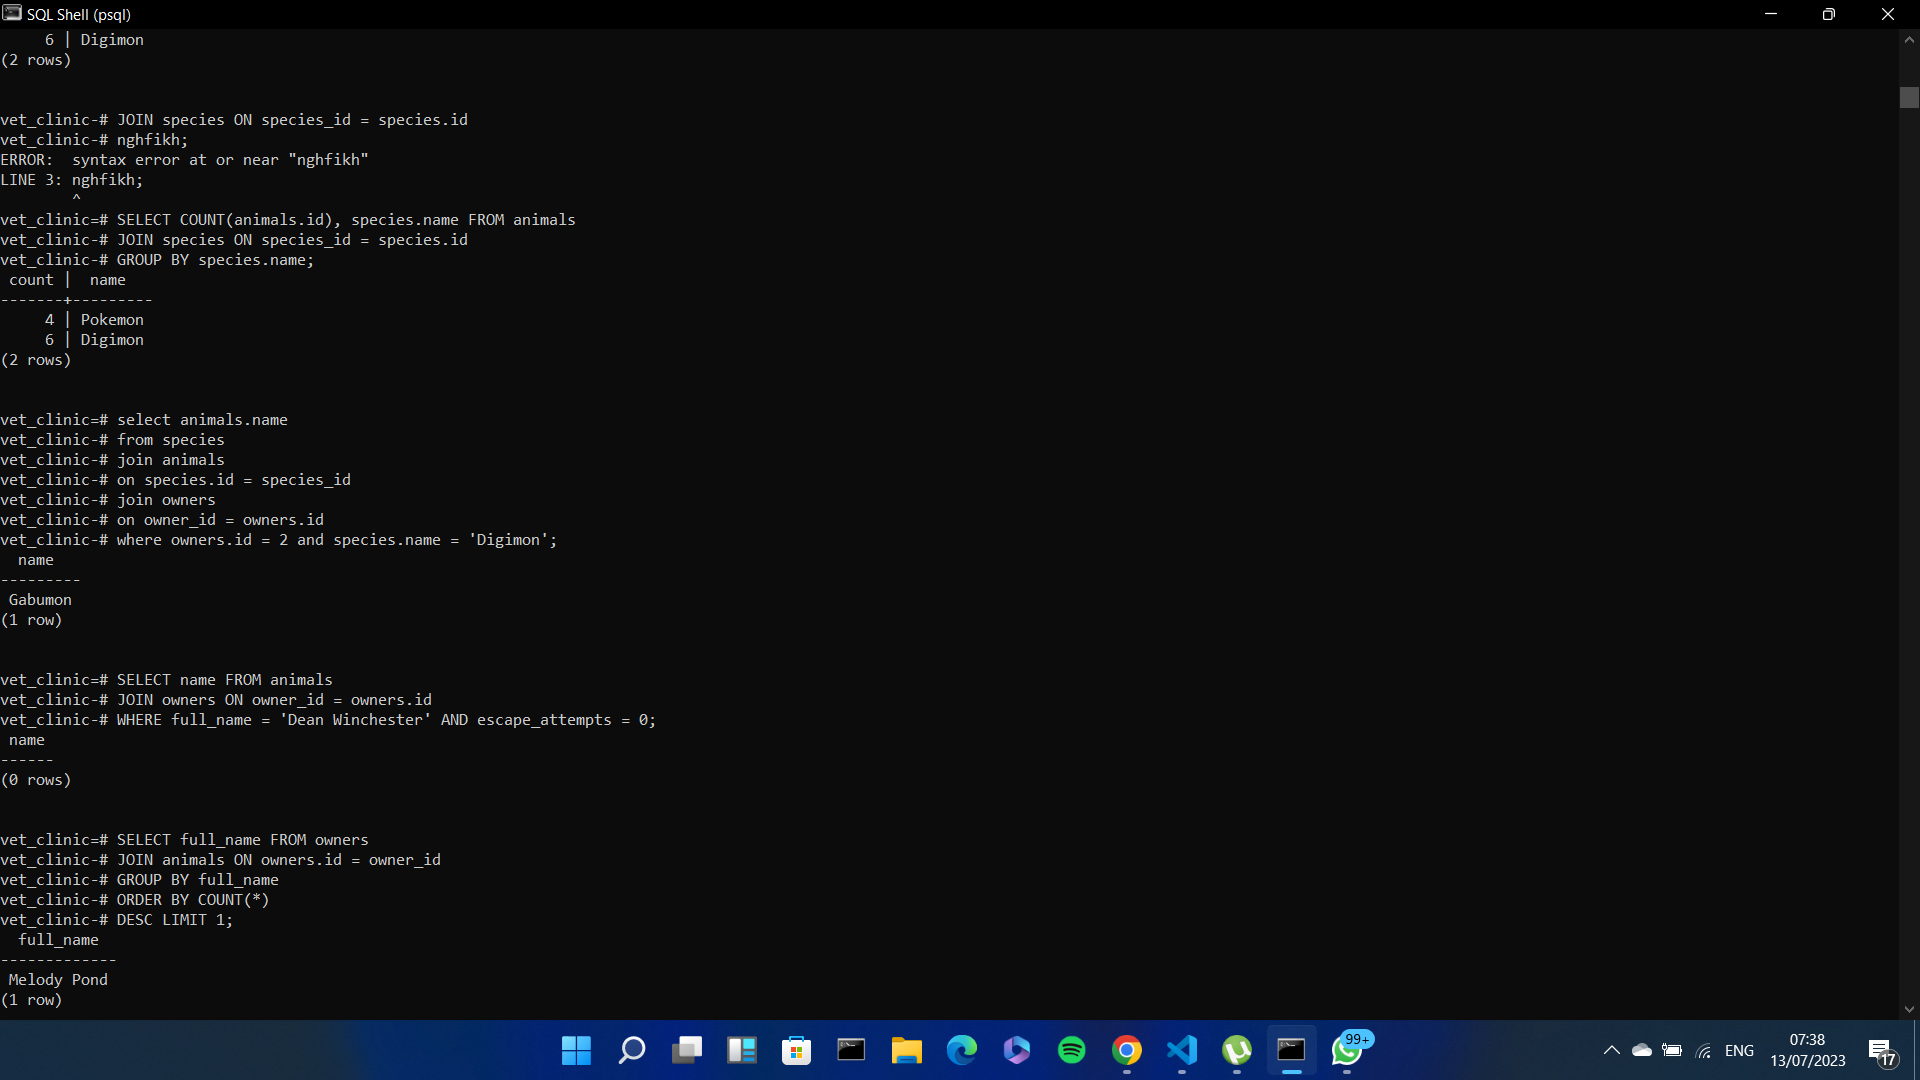 SQL Shell (psql)
     6 | Digimon
(2 rows)
vet_clinic-# JOIN species ON species_id = species.id
vet_clinic-# nghfikh;
ERROR:  syntax error at or near "nghfikh"
LINE 3: nghfikh;
        ^
vet_clinic=# SELECT COUNT(animals.id), species.name FROM animals
vet_clinic-# JOIN species ON species_id = species.id
vet_clinic-# GROUP BY species.name;
 count |  name
-------+---------
     4 | Pokemon
     6 | Digimon
(2 rows)
vet_clinic=# select animals.name
vet_clinic-# from species
vet_clinic-# join animals
vet_clinic-# on species.id = species_id
vet_clinic-# join owners
vet_clinic-# on owner_id = owners.id
vet_clinic-# where owners.id = 2 and species.name = 'Digimon';
  name
---------
 Gabumon
(1 row)
vet_clinic=# SELECT name FROM animals
vet_clinic-# JOIN owners ON owner_id = owners.id
vet_clinic-# WHERE full_name = 'Dean Winchester' AND escape_attempts = 0;
 name
------
(0 rows)
vet_clinic=# SELECT full_name FROM owners
vet_clinic-# JOIN animals ON owners.id = owner_id
vet_clinic-# GROUP BY full_name
vet_clinic-# ORDER BY COUNT(*)
vet_clinic-# DESC LIMIT 1;
  full_name
-------------
 Melody Pond
(1 row)
99+
ENG
07:38
13/07/2023
17